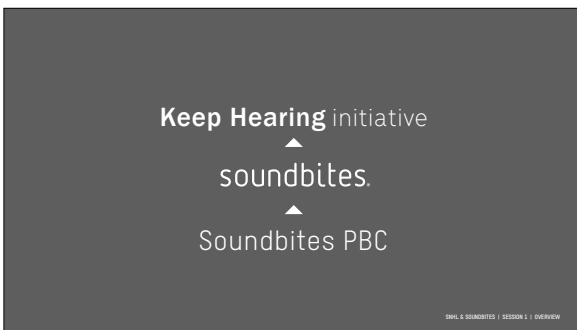 Keep Hearing initiative
soundbites®
Soundbites PBC
SNHL & SOUNDBITES | SESSION 1 | OVERVIEW